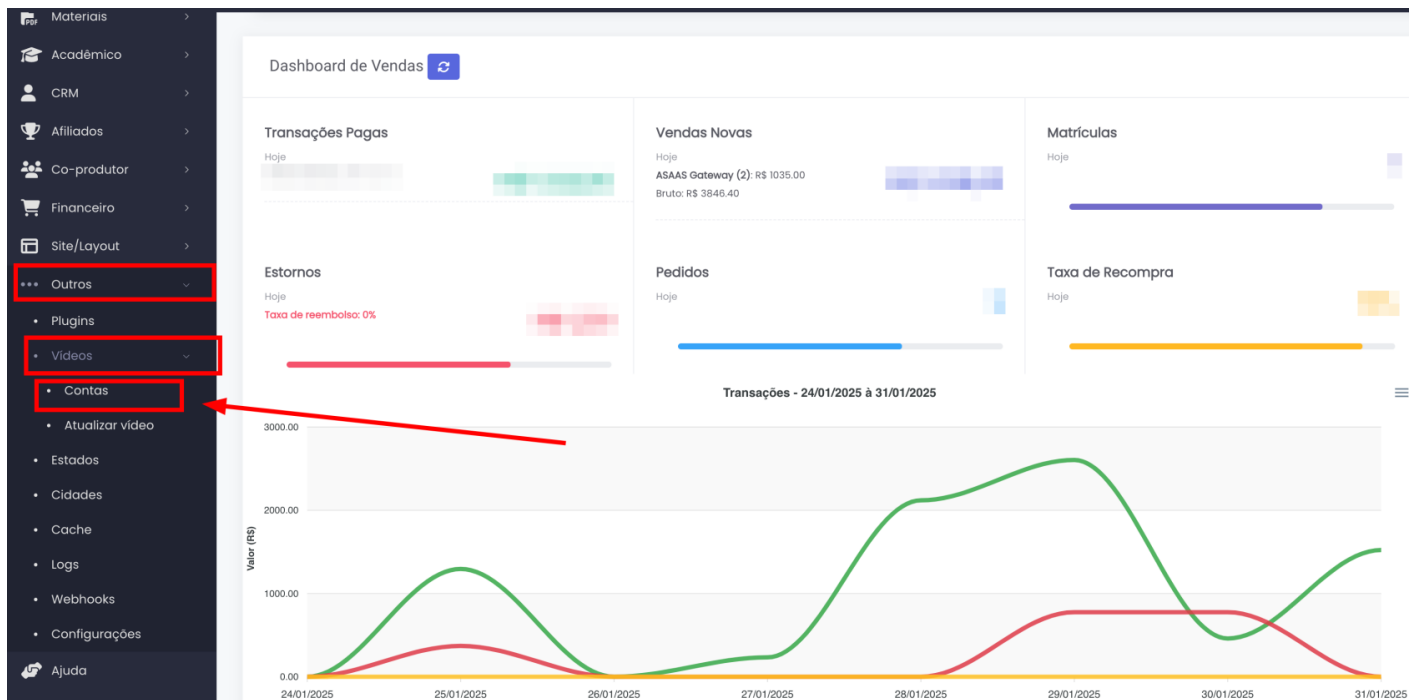 PDF
Materiais
Acadêmico
CRM
Afiliados
Co-produtor
Financeiro
Site/Layout
Outros
Plugins
Vídeos
Contas
Atualizar vídeo
Estados
Cidades
Cache
Logs
Webhooks
Configurações
Ajuda
Dashboard de Vendas
Transações Pagas
Hoje
Vendas Novas
Hoje
ASAAS Gateway (2): R$ 1035.00
Bruto: R$ 3846.40
Matrículas
Hoje
Estornos
Hoje
Taxa de reembolso: 0%
Pedidos
Hoje
Taxa de Recompra
Hoje
Transações - 24/01/2025 à 31/01/2025
Valor (R$)
3000.00
2000.00
1000.00
0.00
24/01/2025 25/01/2025 26/01/2025 27/01/2025 28/01/2025 29/01/2025 30/01/2025 31/01/2025